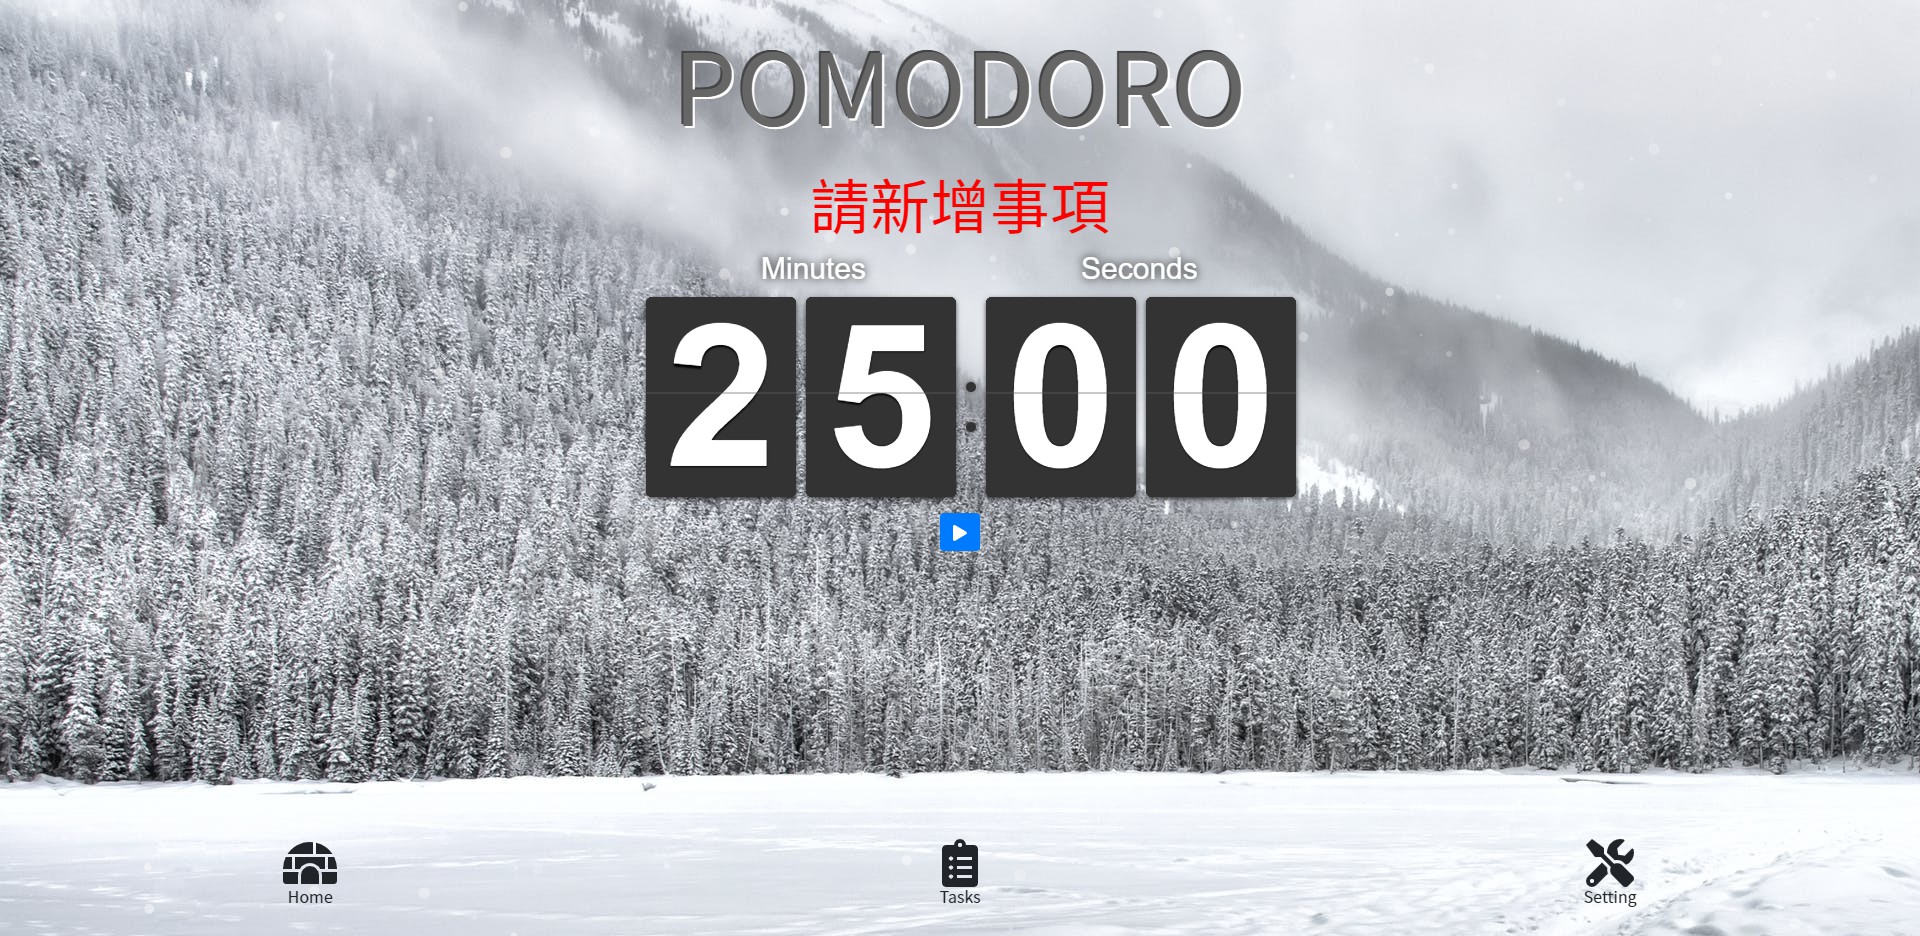 POMODORO
請新增事項
Minutes Seconds
25:00
Home Tasks Setting